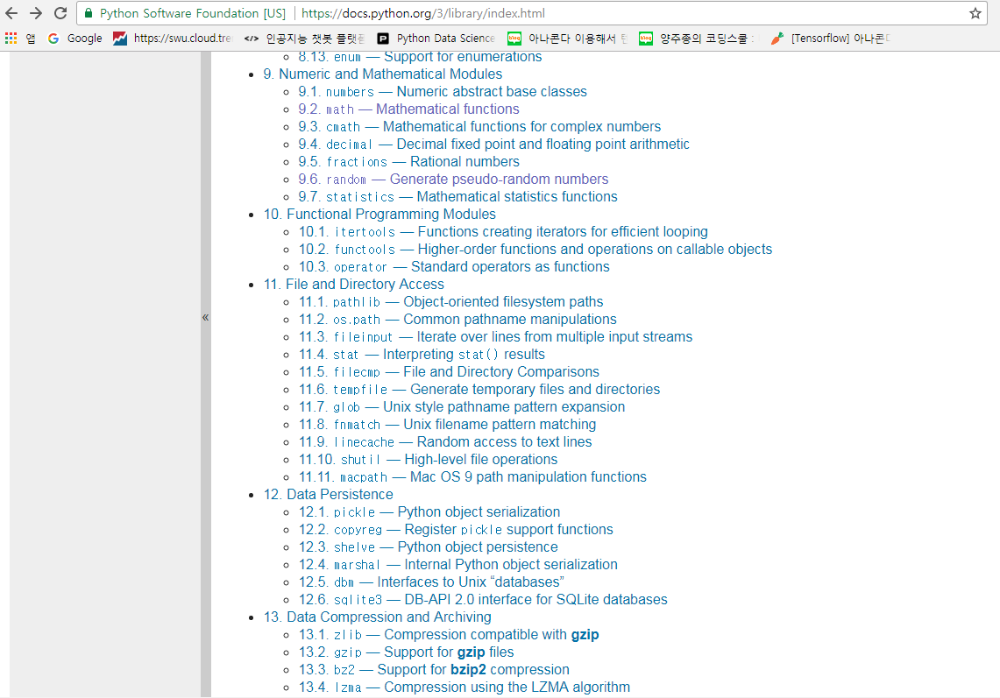 Python Software Foundation [US] https://docs.python.org/3/library/index.html
앱 Google https://swu.cloud.tre 인공지능 챗봇 플랫폼 Python Data Science 아나콘다 이용해서 양주종의 코딩스쿨 : [Tensorflow] 아나콘
8.13. enum — Support for enumerations
9. Numeric and Mathematical Modules
9.1. numbers — Numeric abstract base classes
9.2. math — Mathematical functions
9.3. cmath — Mathematical functions for complex numbers
9.4. decimal — Decimal fixed point and floating point arithmetic
9.5. fractions — Rational numbers
9.6. random — Generate pseudo-random numbers
9.7. statistics — Mathematical statistics functions
10. Functional Programming Modules
10.1. itertools — Functions creating iterators for efficient looping
10.2. functools — Higher-order functions and operations on callable objects
10.3. operator — Standard operators as functions
11. File and Directory Access
11.1. pathlib — Object-oriented filesystem paths
11.2. os.path — Common pathname manipulations
11.3. fileinput — Iterate over lines from multiple input streams
11.4. stat — Interpreting stat() results
11.5. filecmp — File and Directory Comparisons
11.6. tempfile — Generate temporary files and directories
11.7. glob — Unix style pathname pattern expansion
11.8. fnmatch — Unix filename pattern matching
11.9. linecache — Random access to text lines
11.10. shutil — High-level file operations
11.11. macpath — Mac OS 9 path manipulation functions
12. Data Persistence
12.1. pickle — Python object serialization
12.2. copyreg — Register pickle support functions
12.3. shelve — Python object persistence
12.4. marshal — Internal Python object serialization
12.5. dbm — Interfaces to Unix “databases”
12.6. sqlite3 — DB-API 2.0 interface for SQLite databases
13. Data Compression and Archiving
13.1. zlib — Compression compatible with gzip
13.2. gzip — Support for gzip files
13.3. bz2 — Support for bzip2 compression
13.4. lzma — Compression using the LZMA algorithm